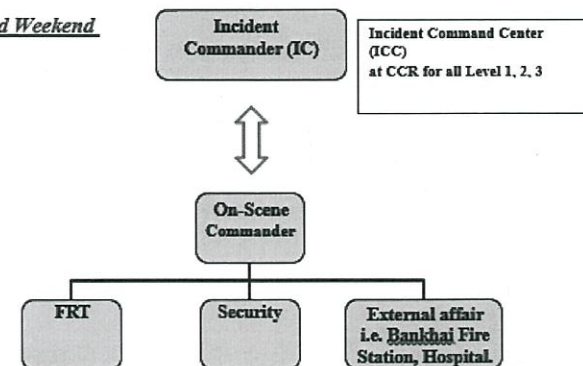 d Weekend
Incident
Commander (IC)
Incident Command Center
(ICC)
at CCR for all Level 1, 2, 3
On-Scene
Commander
FRT
Security
External affair
i.e. Bankhai Fire
Station, Hospital.